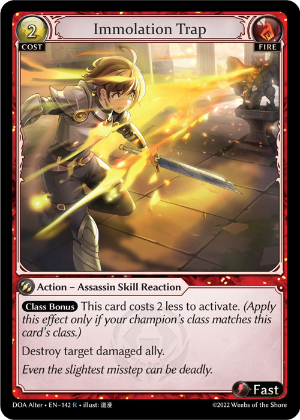 2
Immolation Trap
COST
FIRE
Action – Assassin Skill Reaction
Class Bonus This card costs 2 less to activate. (Apply
this effect only if your champion's class matches this
card's class.)
Destroy target damaged ally.
Even the slightest misstep can be deadly.
Fast
DOA Alter • EN-142 R • illust: 道漫
©2022 Weebs of the Shore